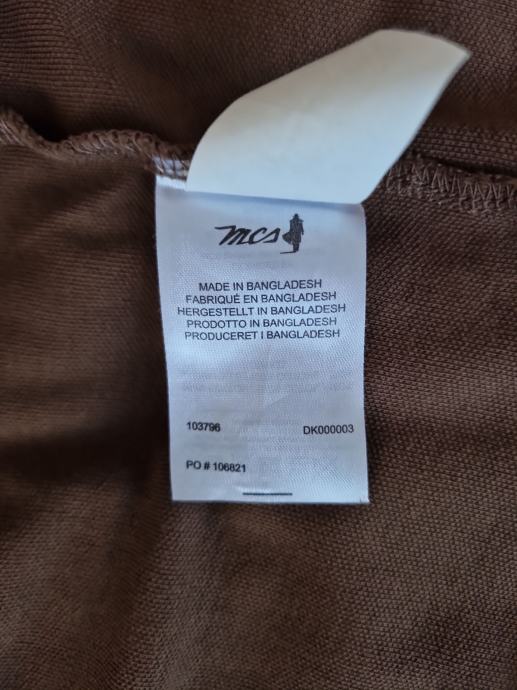 mcs
MADE IN BANGLADESH
FABRIQUÉ EN BANGLADESH
HERGESTELLT IN BANGLADESH
PRODOTTO IN BANGLADESH
PRODUCERET I BANGLADESH
103796 DK000003
PO # 106821